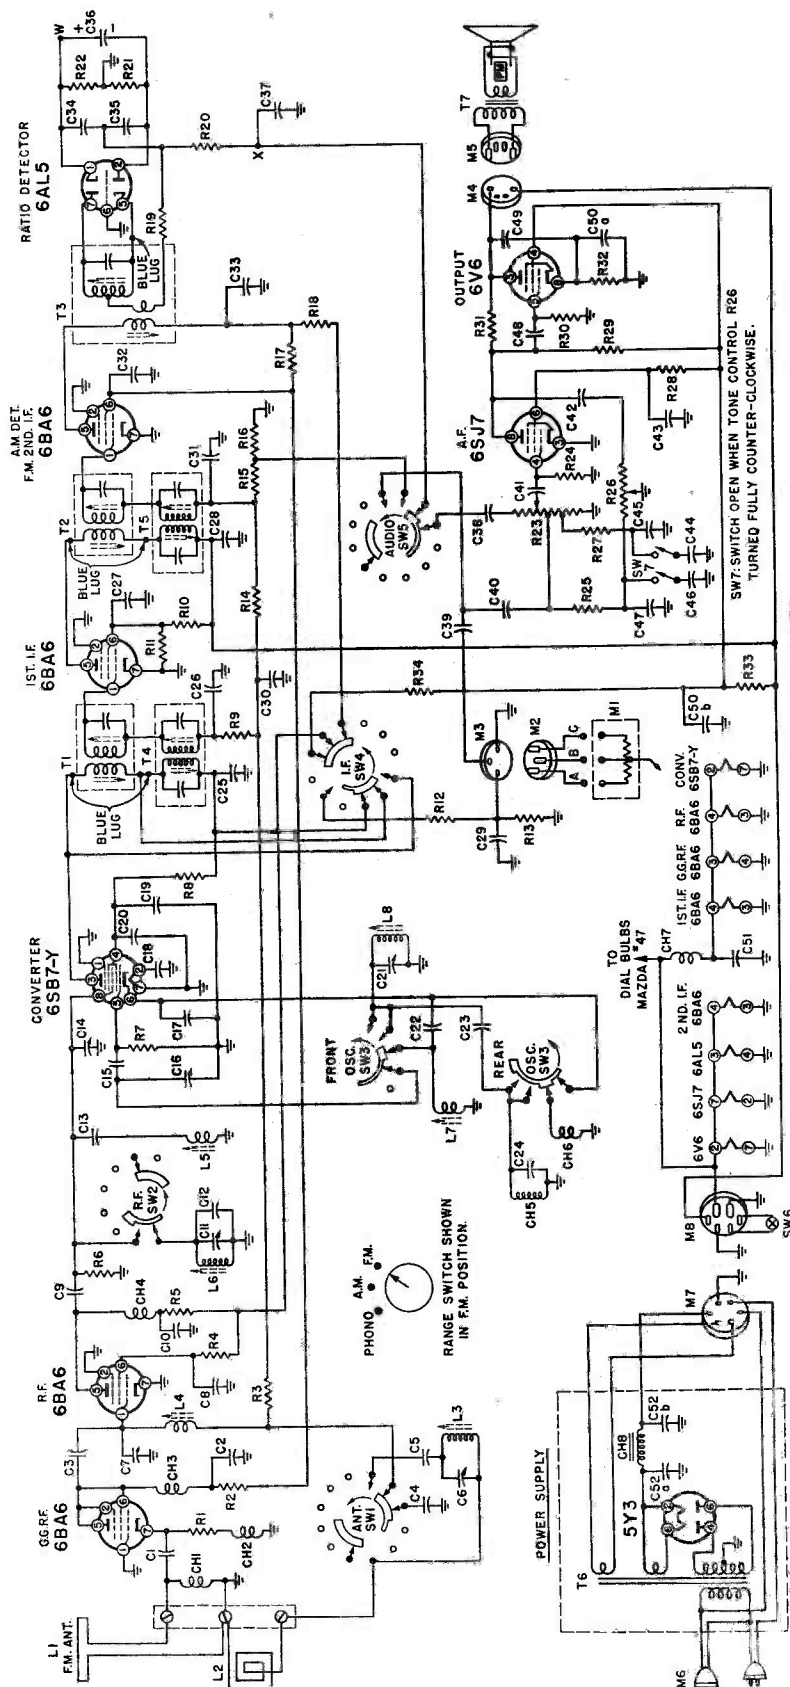 L1
F.M. ANT.
G.G.R.F.
6BA6
R.F.
6BA6
CONVERTER
6SB7-Y
1ST. I.F.
6BA6
A.M DET.
F.M. 2ND. I.F.
6BA6
RATIO DETECTOR
6AL5
L2
C1
CH1
R1
CH2
C3
C7
CH3
C2
R2
L4
R3
C8
R4
C10
R5
CH4
C9
R6
R.F.
SW2
L6
C11
C12
L5
C13
C14
C15
R7
C16
C17
C18
C20
C19
R8
T1
BLUE
LUG
T4
C25
C26
R9
C30
R11
R10
C27
T2
BLUE
LUG
T5
C28
C31
R14
R15
R16
C32
T3
BLUE
LUG
C33
R17
R18
R19
R20
C34
C35
R22
R21
W
+
C36
-
X
C37
ANT.
SW1
C4
C5
C6
L3
PHONO
A.M.
F.M.
RANGE SWITCH SHOWN
IN F.M. POSITION.
FRONT
OSC.
SW3
L7
C21
L8
C22
C23
REAR
OSC.
SW3
C24
CH5
CH6
I.F.
SW4
R12
C29
R13
R34
M3
M2
A
B
C
M1
AUDIO
SW5
C38
C39
C40
R23
C41
R24
R25
R27
R26
C42
C45
C44
SW
7
C46
C47
A.F.
6SJ7
C43
R28
R29
R30
C48
R31
OUTPUT
6V6
C49
C50
a
R32
M4
M5
T7
PM
SW7: SWITCH OPEN WHEN TONE CONTROL R26
TURNED FULLY COUNTER-CLOCKWISE.
C50
b
R33
POWER SUPPLY
T6
5Y3
C52
a
CH8
C52
b
M6
M7
M8
SW6
6V6
6SJ7
6AL5
2ND. I.F.
6BA6
TO
DIAL BULBS
MAZDA #47
CH7
C51
1ST. I.F.
6BA6
G.G.R.F.
6BA6
R.F.
6BA6
CONV.
6SB7-Y